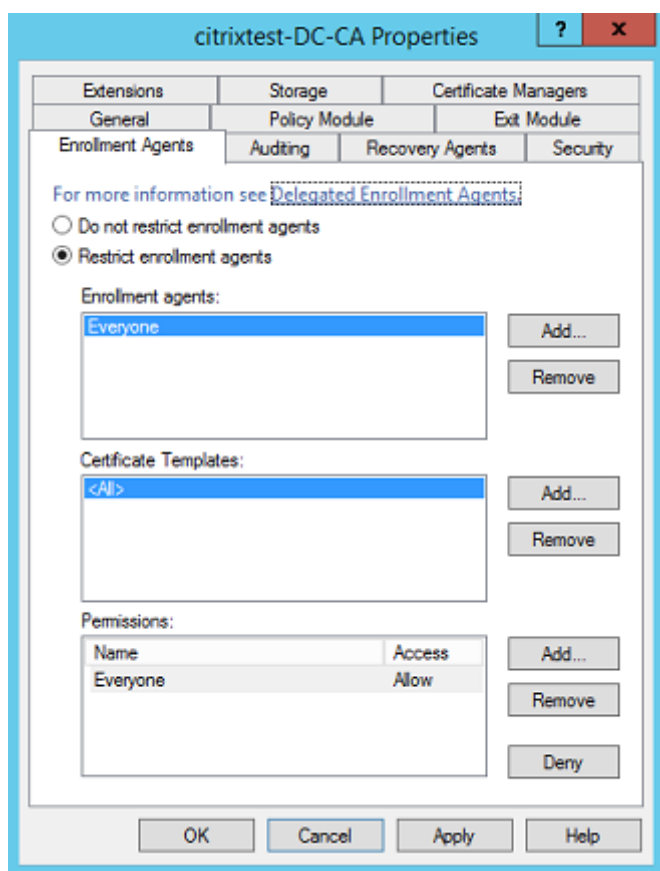 citrixtest-DC-CA Properties ? x
Extensions Storage Certificate Managers
General Policy Module Exit Module
Enrollment Agents Auditing Recovery Agents Security
For more information see Delegated Enrollment Agents.
Do not restrict enrollment agents
Restrict enrollment agents
Enrollment agents:
Everyone Add...
Remove
Certificate Templates:
<All> Add...
Remove
Permissions:
Name Access Add...
Everyone Allow
Remove
Deny
OK Cancel Apply Help